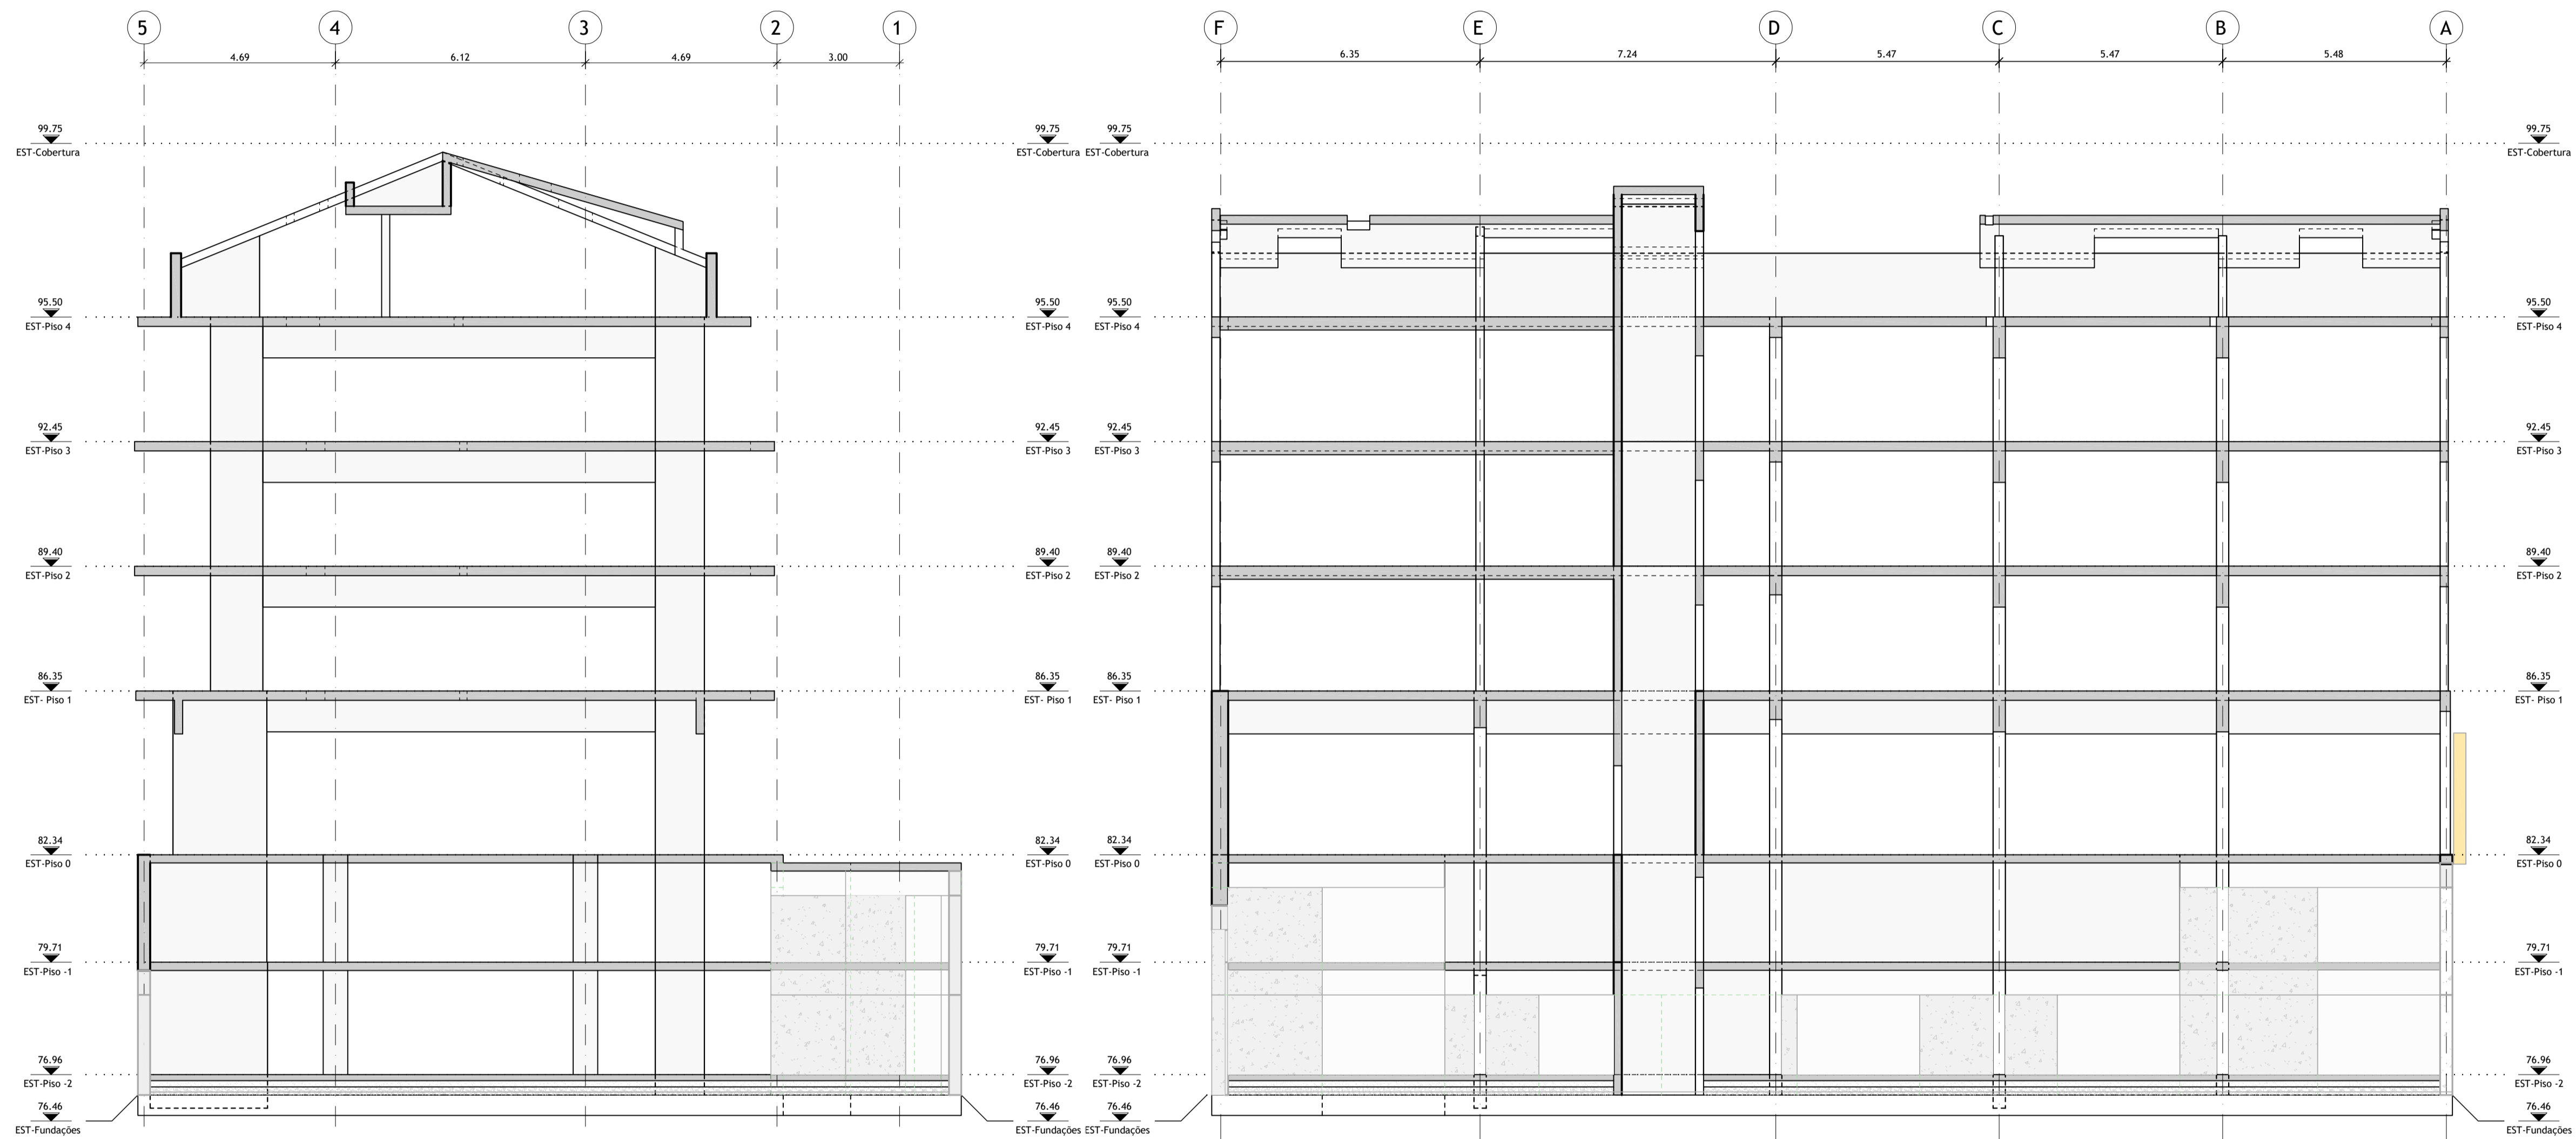 5 4 3 2 1 F E D C B A
4.69 6.12 4.69 3.00 6.35 7.24 5.47 5.47 5.48
99.75 99.75 99.75 99.75
EST-Cobertura EST-Cobertura EST-Cobertura EST-Cobertura
95.50 95.50 95.50 95.50
EST-Piso 4 EST-Piso 4 EST-Piso 4 EST-Piso 4
92.45 92.45 92.45 92.45
EST-Piso 3 EST-Piso 3 EST-Piso 3 EST-Piso 3
89.40 89.40 89.40 89.40
EST-Piso 2 EST-Piso 2 EST-Piso 2 EST-Piso 2
86.35 86.35 86.35 86.35
EST- Piso 1 EST- Piso 1 EST- Piso 1 EST- Piso 1
82.34 82.34 82.34 82.34
EST-Piso 0 EST-Piso 0 EST-Piso 0 EST-Piso 0
79.71 79.71 79.71 79.71
EST-Piso -1 EST-Piso -1 EST-Piso -1 EST-Piso -1
76.96 76.96 76.96 76.96
EST-Piso -2 EST-Piso -2 EST-Piso -2 EST-Piso -2
76.46 76.46 76.46 76.46
EST-Fundações EST-Fundações EST-Fundações EST-Fundações